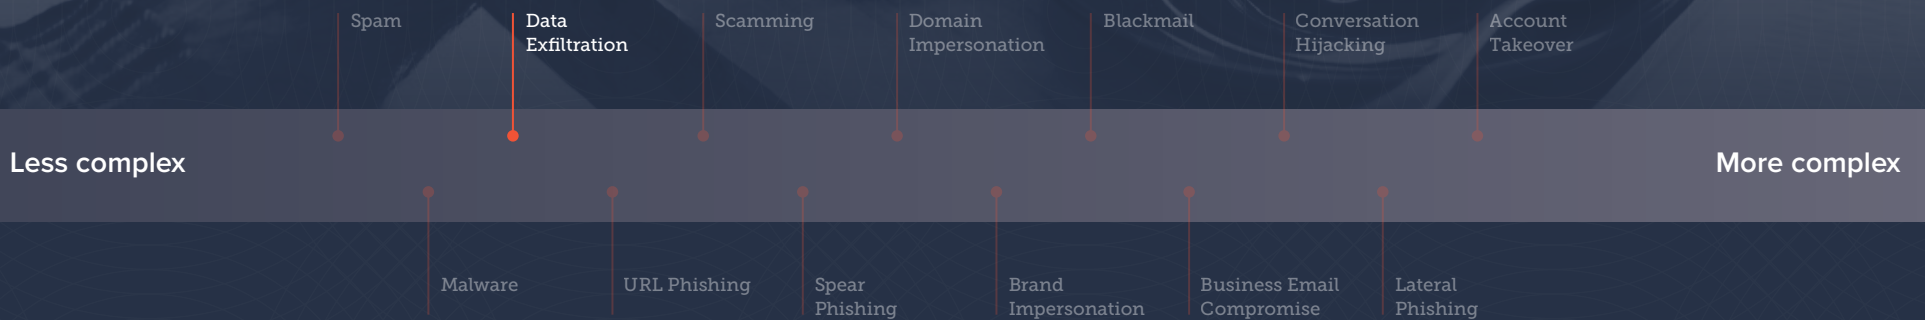 Spam
Data
Exfiltration
Scamming
Domain
Impersonation
Blackmail
Conversation
Hijacking
Account
Takeover
Less complex
More complex
Malware
URL Phishing
Spear
Phishing
Brand
Impersonation
Business Email
Compromise
Lateral
Phishing